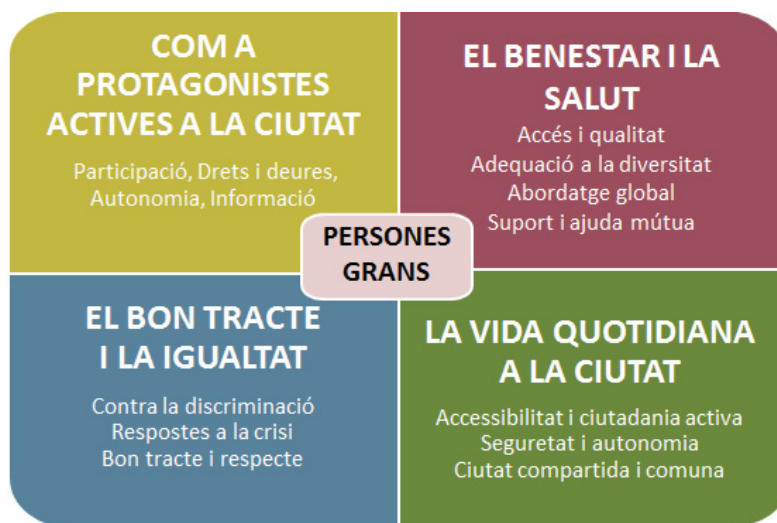 COM A
PROTAGONISTES
ACTIVES A LA CIUTAT
Participació, Drets i deures,
Autonomia, Informació
EL BENESTAR I LA
SALUT
Accés i qualitat
Adequació a la diversitat
Abordatge global
Suport i ajuda mútua
PERSONES
GRANS
EL BON TRACTE
I LA IGUALTAT
Contra la discriminació
Respostes a la crisi
Bon tracte i respecte
LA VIDA QUOTIDIANA
A LA CIUTAT
Accessibilitat i ciutadania activa
Seguretat i autonomia
Ciutat compartida i comuna